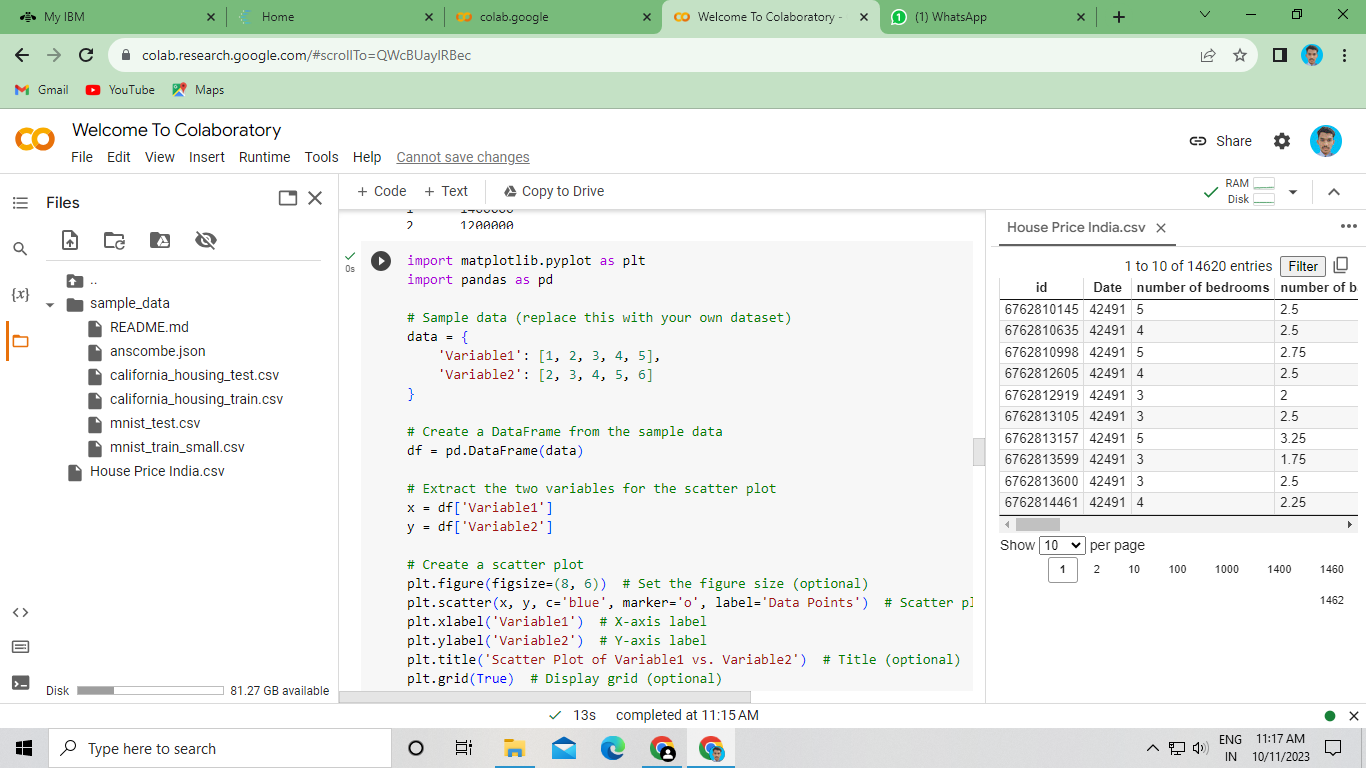 My IBM
Home
colab.google
Welcome To Colaboratory -
(1) WhatsApp
colab.research.google.com/#scrollTo=QWcBUaylRBec
Gmail YouTube Maps
Welcome To Colaboratory
File Edit View Insert Runtime Tools Help Cannot save changes
Share
Files
+ Code + Text Copy to Drive
RAM
Disk
..
sample_data
README.md
anscombe.json
california_housing_test.csv
california_housing_train.csv
mnist_test.csv
mnist_train_small.csv
House Price India.csv
{x}
Disk 81.27 GB available
1 1400000
2 1200000
0s
import matplotlib.pyplot as plt
import pandas as pd
# Sample data (replace this with your own dataset)
data = {
'Variable1': [1, 2, 3, 4, 5],
'Variable2': [2, 3, 4, 5, 6]
}
# Create a DataFrame from the sample data
df = pd.DataFrame(data)
# Extract the two variables for the scatter plot
x = df['Variable1']
y = df['Variable2']
# Create a scatter plot
plt.figure(figsize=(8, 6)) # Set the figure size (optional)
plt.scatter(x, y, c='blue', marker='o', label='Data Points') # Scatter pl
plt.xlabel('Variable1') # X-axis label
plt.ylabel('Variable2') # Y-axis label
plt.title('Scatter Plot of Variable1 vs. Variable2') # Title (optional)
plt.grid(True) # Display grid (optional)
House Price India.csv
1 to 10 of 14620 entries Filter
id Date number of bedrooms number of ba
6762810145 42491 5 2.5
6762810635 42491 4 2.5
6762810998 42491 5 2.75
6762812605 42491 4 2.5
6762812919 42491 3 2
6762813105 42491 3 2.5
6762813157 42491 5 3.25
6762813599 42491 3 1.75
6762813600 42491 3 2.5
6762814461 42491 4 2.25
Show 10 per page
1 2 10 100 1000 1400 1460
1462
13s completed at 11:15 AM
Type here to search
ENG
IN
11:17 AM
10/11/2023